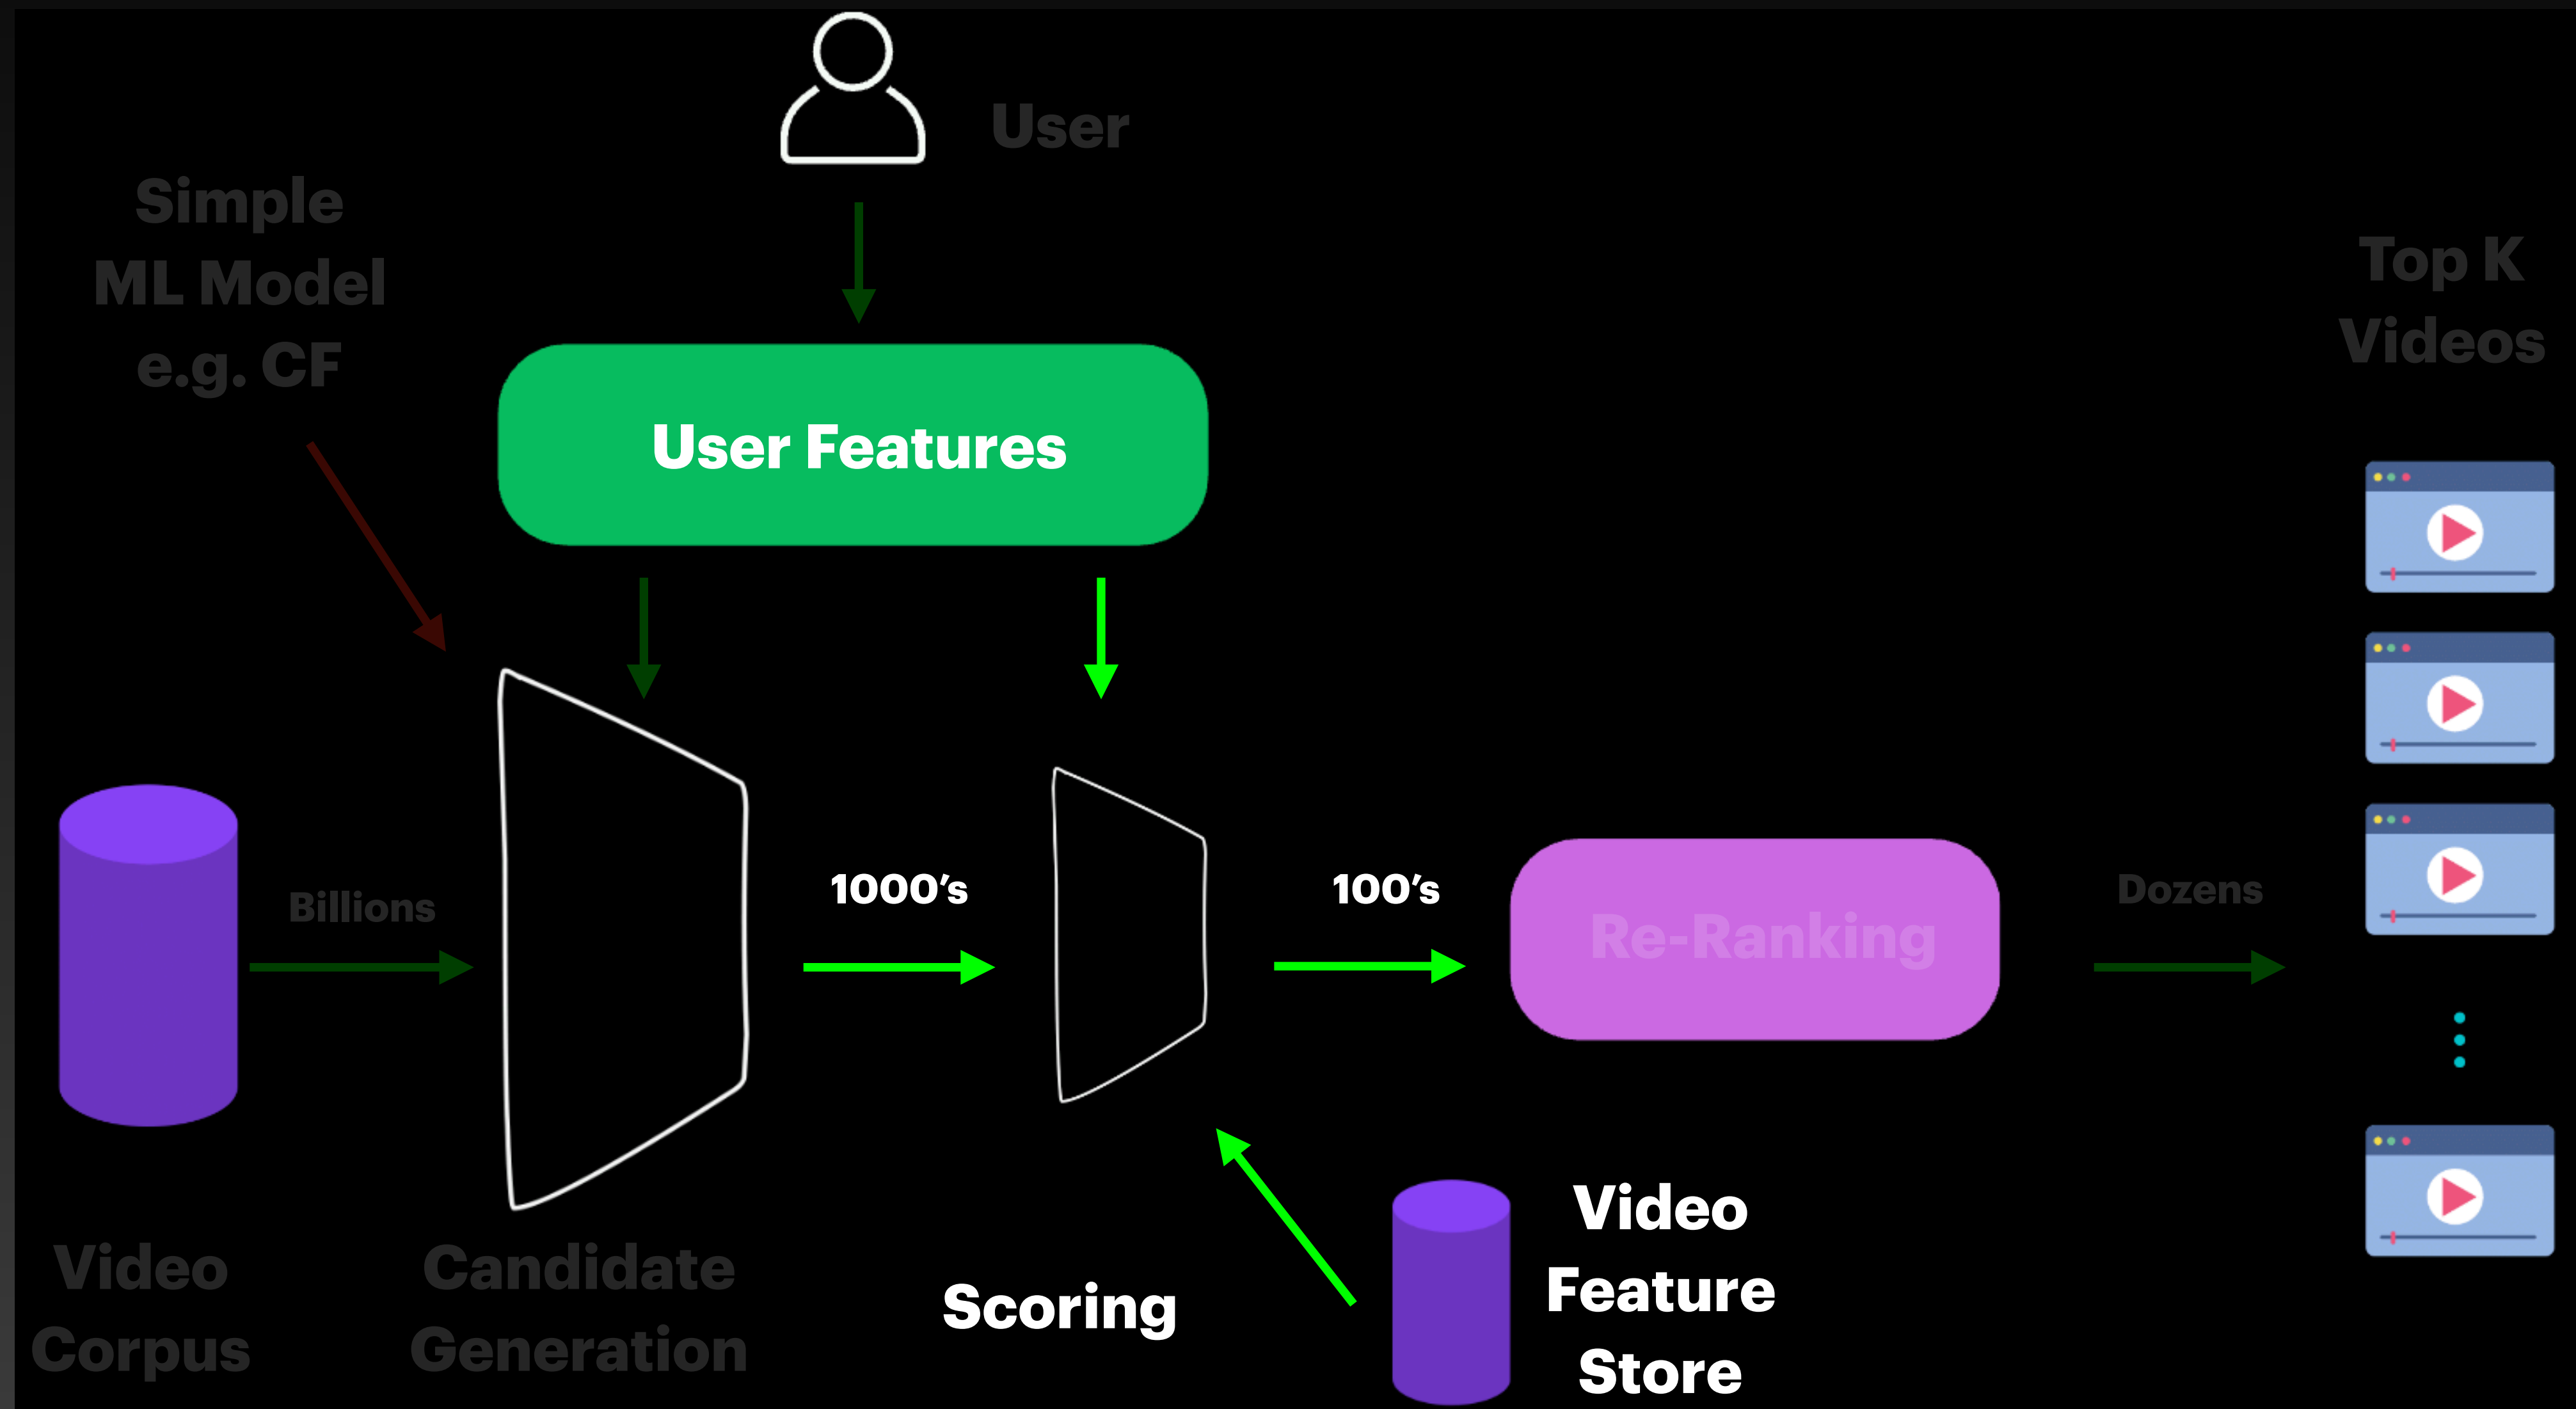 User
Simple
ML Model
e.g. CF
Top K
Videos
User Features
Billions
1000's
100's
Re-Ranking
Dozens
Video
Corpus
Candidate
Generation
Scoring
Video
Feature
Store